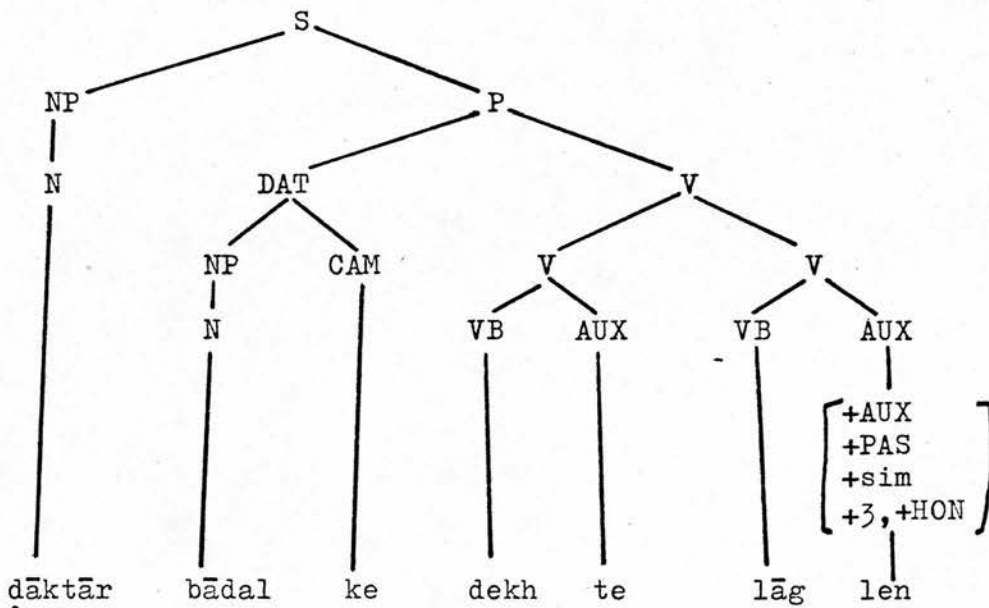 S
NP P
N DAT V
NP CAM V V
N VB AUX VB AUX
+AUX
+PAS
+sim
+3,+HON
ḍāktār bādal ke dekh te lāg len